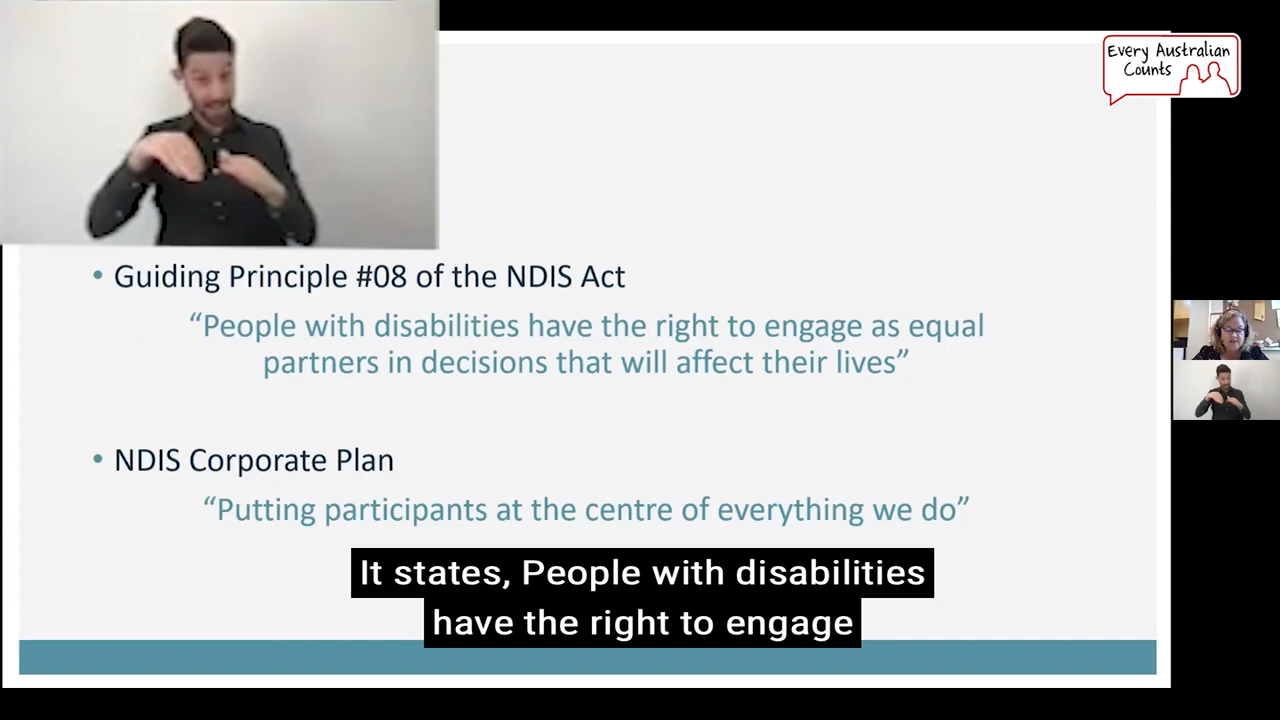 Every Australian
Counts
• Guiding Principle #08 of the NDIS Act
“People with disabilities have the right to engage as equal
partners in decisions that will affect their lives”
• NDIS Corporate Plan
“Putting participants at the centre of everything we do”
It states, People with disabilities
have the right to engage